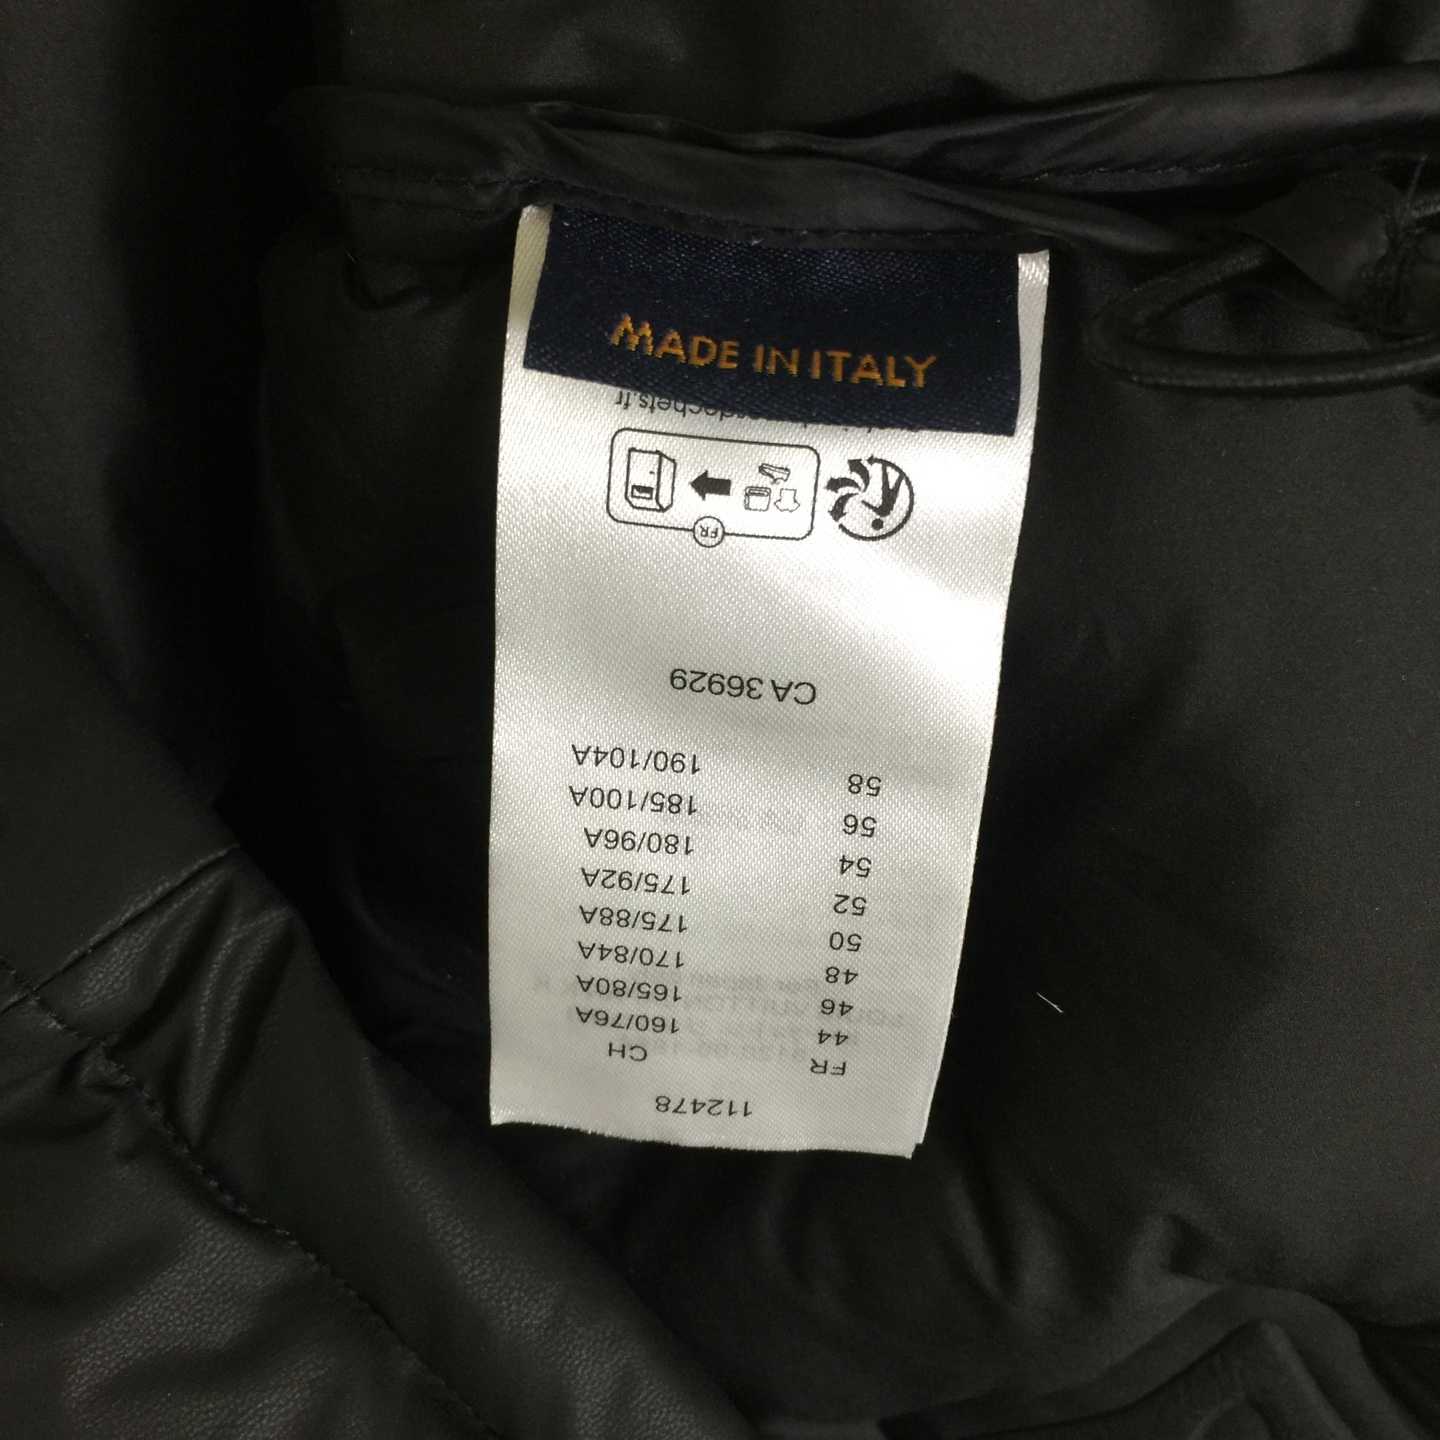 MADE IN ITALY
112478
FR CH
44 160/76A
46 165/80A
48 170/84A
50 175/88A
52 175/92A
54 180/96A
56 185/100A
58 190/104A
CA 36929
FR